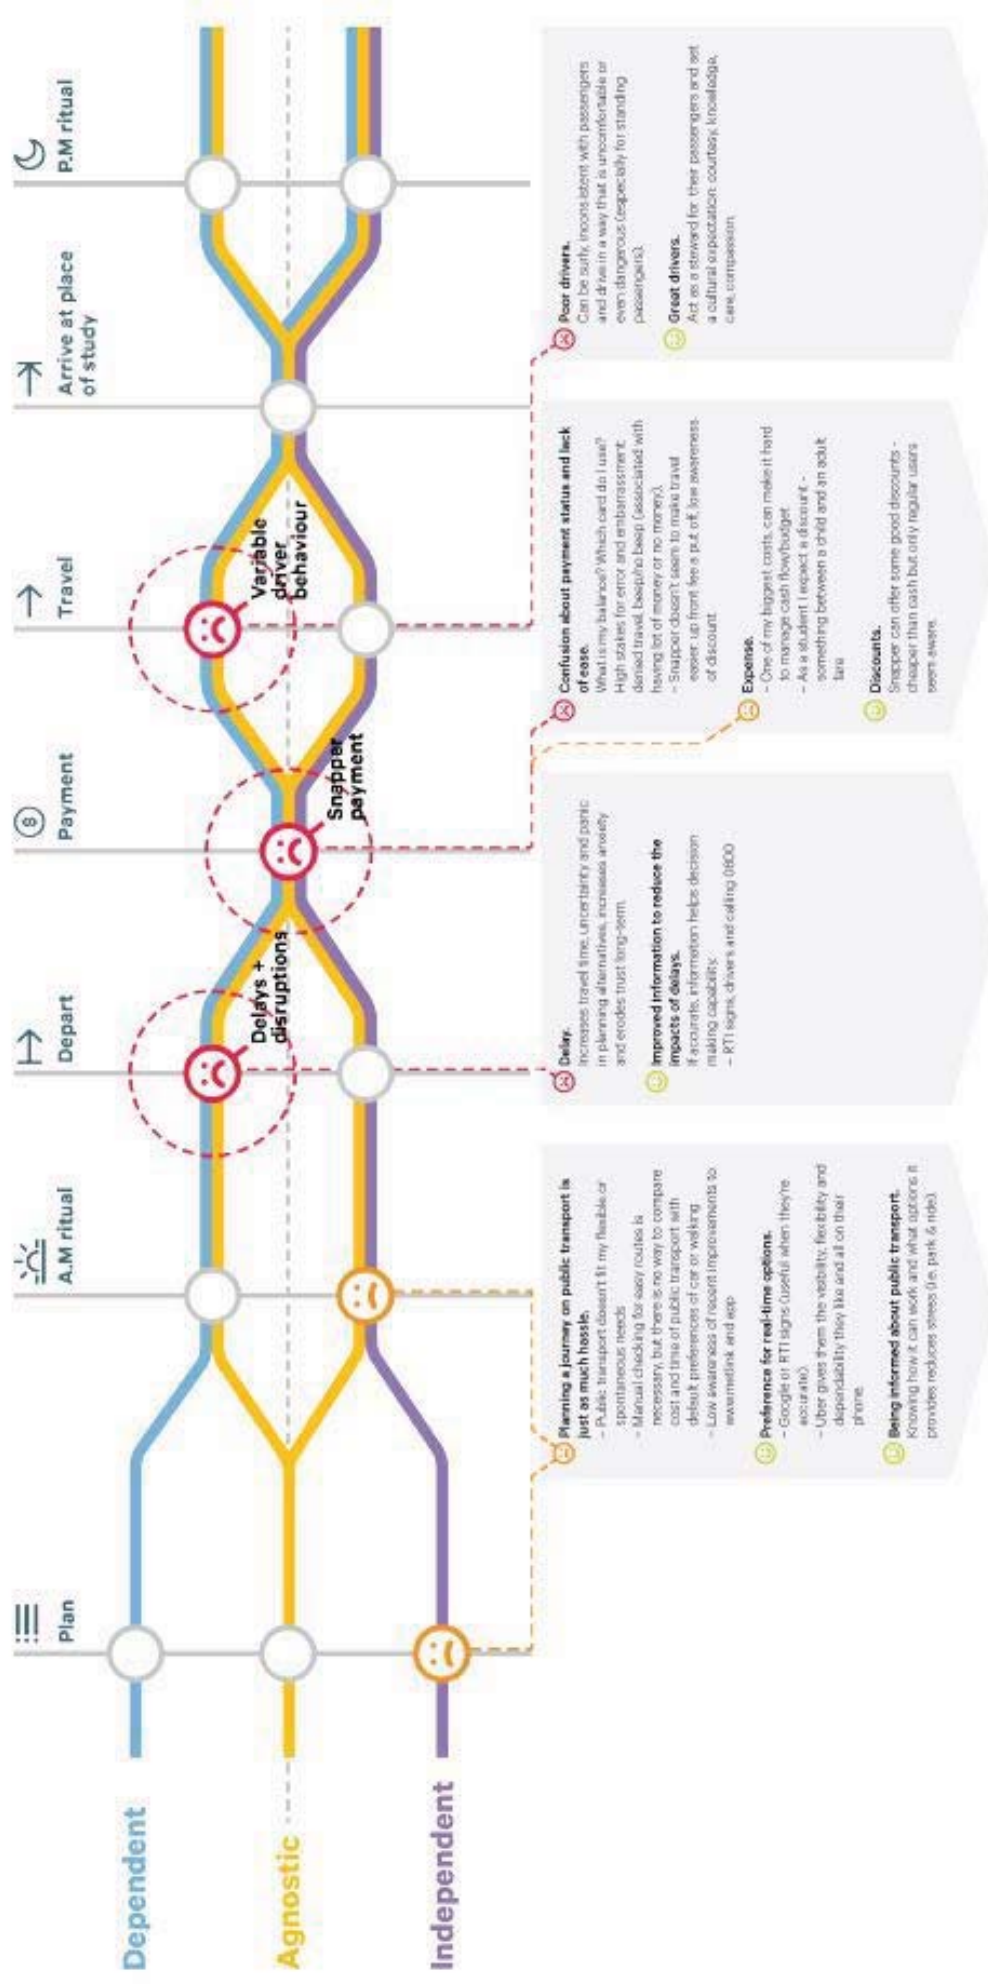 Plan
A.M ritual
Depart
Payment
Travel
Arrive at place
of study
P.M ritual
Dependent
Agnostic
Independent
Delays +
disruptions
Snapper
payment
Variable
driver
behaviour
Planning a journey on public transport is
just as much hassle.
– Public transport doesn't fit my flexible or
spontaneous needs
– Manual checking for easy routes is
necessary, but there is no way to compare
cost and time of public transport with
default preferences of car or walking
– Low awareness of recent improvements to
www.metlink and app
Preference for real-time options.
– Google or RTI signs (useful when they're
accurate).
– Uber gives them the visibility, flexibility and
dependability they like and all on their
phone.
Being informed about public transport.
Knowing how it can work and what options it
provides reduces stress (i.e. park & ride).
Delay.
Increases travel time, uncertainty and panic
in planning alternatives, increases anxiety
and erodes trust long-term.
Improved information to reduce the
impacts of delays.
If accurate, information helps decision
making capability.
– RTI signs, drivers and calling 0800
Confusion about payment status and lack
of ease.
What is my balance? Which card do I use?
High stakes for error and embarrassment:
denied travel, beep/no beep (associated with
having lot of money or no money).
– Snapper doesn't seem to make travel
easier: up front fee a put off, low awareness
of discount
Expense.
– One of my biggest costs, can make it hard
to manage cash flow/budget
– As a student I expect a discount -
something between a child and an adult
fare
Discounts.
Snapper can offer some good discounts -
cheaper than cash but only regular users
seem aware.
Poor drivers.
Can be surly, inconsistent with passengers
and drive in a way that is uncomfortable or
even dangerous (especially for standing
passengers).
Great drivers.
Act as a steward for their passengers and set
a cultural expectation: courtesy, knowledge,
care, compassion.